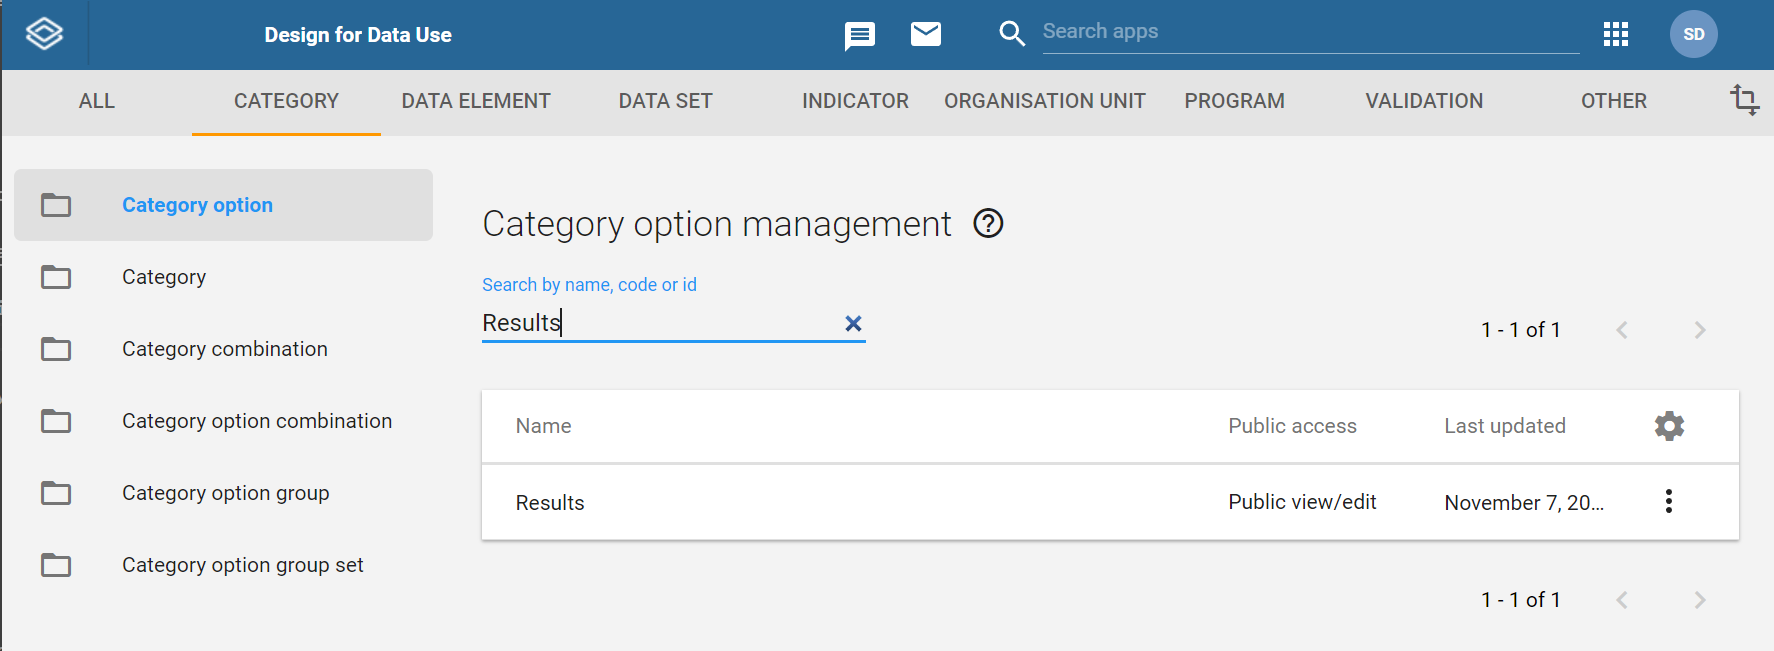 Design for Data Use
Search apps
SD
ALL CATEGORY DATA ELEMENT DATA SET INDICATOR ORGANISATION UNIT PROGRAM VALIDATION OTHER
Category option
Category
Category combination
Category option combination
Category option group
Category option group set
Category option management
Search by name, code or id
Results
1 - 1 of 1
Name Public access Last updated
Results Public view/edit November 7, 20...
1 - 1 of 1